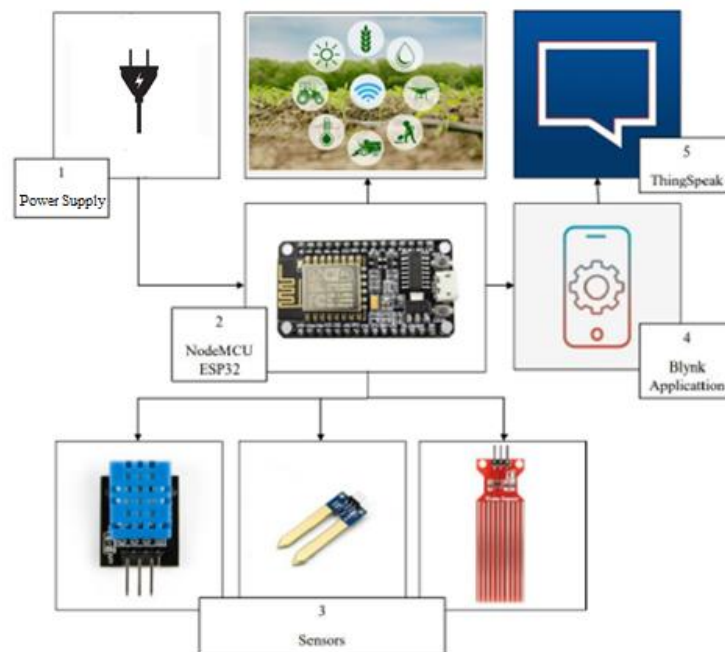 1
Power Supply
5
ThingSpeak
2
NodeMCU
ESP32
4
Blynk
Applicattion
3
Sensors